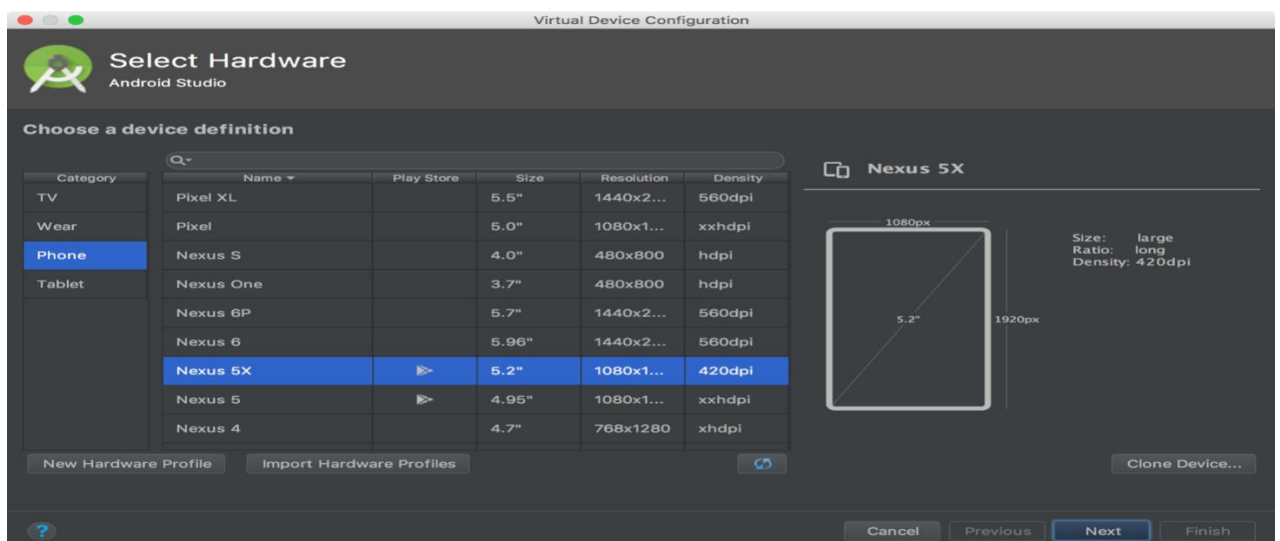 Virtual Device Configuration
Select Hardware
Android Studio
Choose a device definition
Category
TV
Wear
Phone
Tablet
Name Play Store Size Resolution Density
Pixel XL 5.5" 1440x2... 560dpi
Pixel 5.0" 1080x1... xxhdpi
Nexus S 4.0" 480x800 hdpi
Nexus One 3.7" 480x800 hdpi
Nexus 6P 5.7" 1440x2... 560dpi
Nexus 6 5.96" 1440x2... 560dpi
Nexus 5X 5.2" 1080x1... 420dpi
Nexus 5 4.95" 1080x1... xxhdpi
Nexus 4 4.7" 768x1280 xhdpi
Nexus 5X
1080px
5.2"
1920px
Size: large
Ratio: long
Density: 420dpi
New Hardware Profile Import Hardware Profiles Clone Device...
? Cancel Previous Next Finish